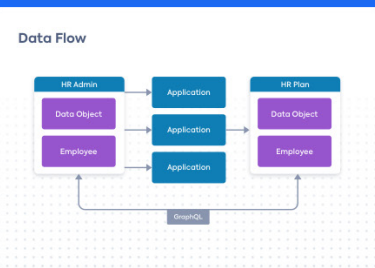 Data Flow
HR Admin
Data Object
Employee
Application
Application
Application
HR Plan
Data Object
Employee
GraphQL